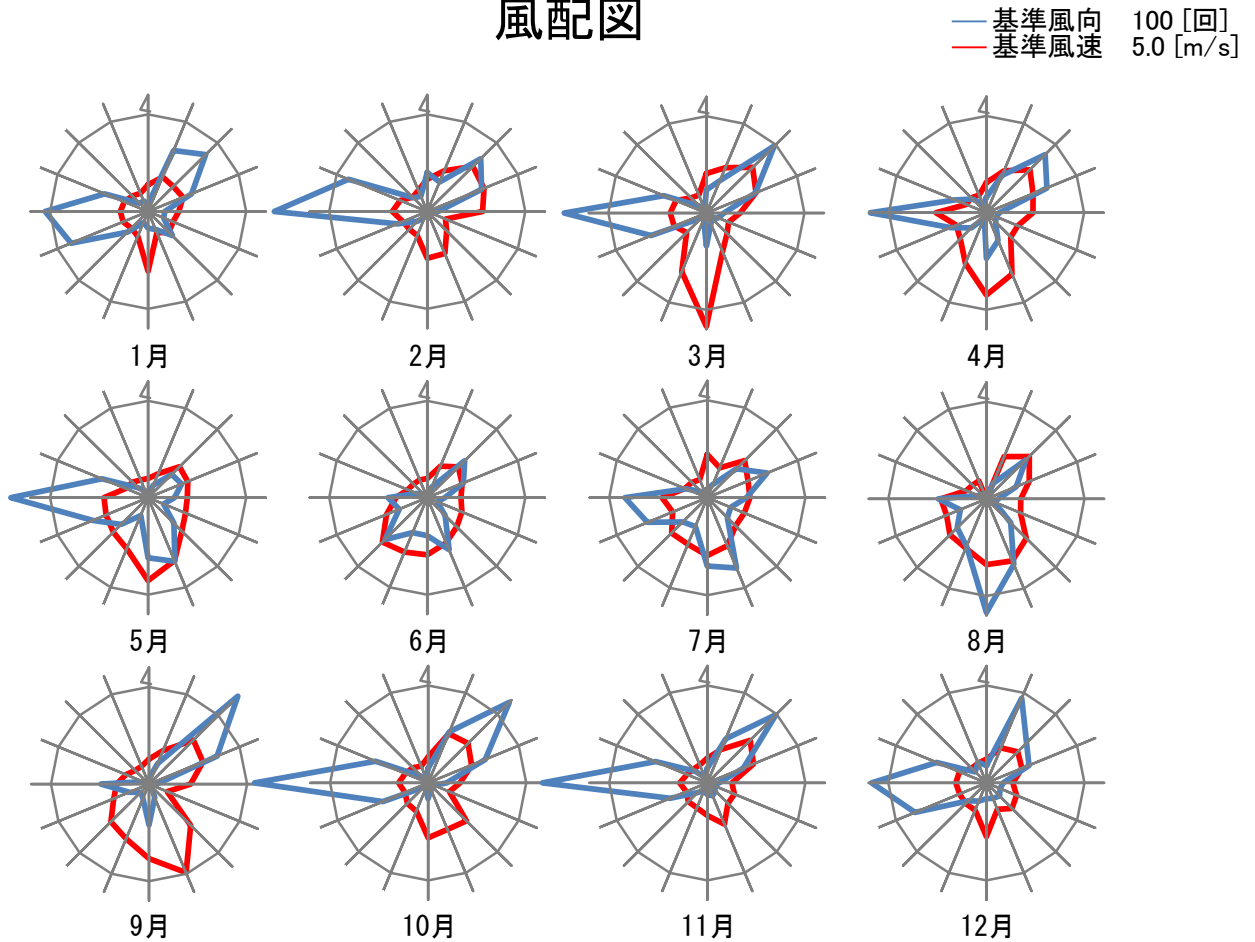 風配図
基準風向 100 [回]
基準風速 5.0 [m/s]
1月
2月
3月
4月
5月
6月
7月
8月
9月
10月
11月
12月